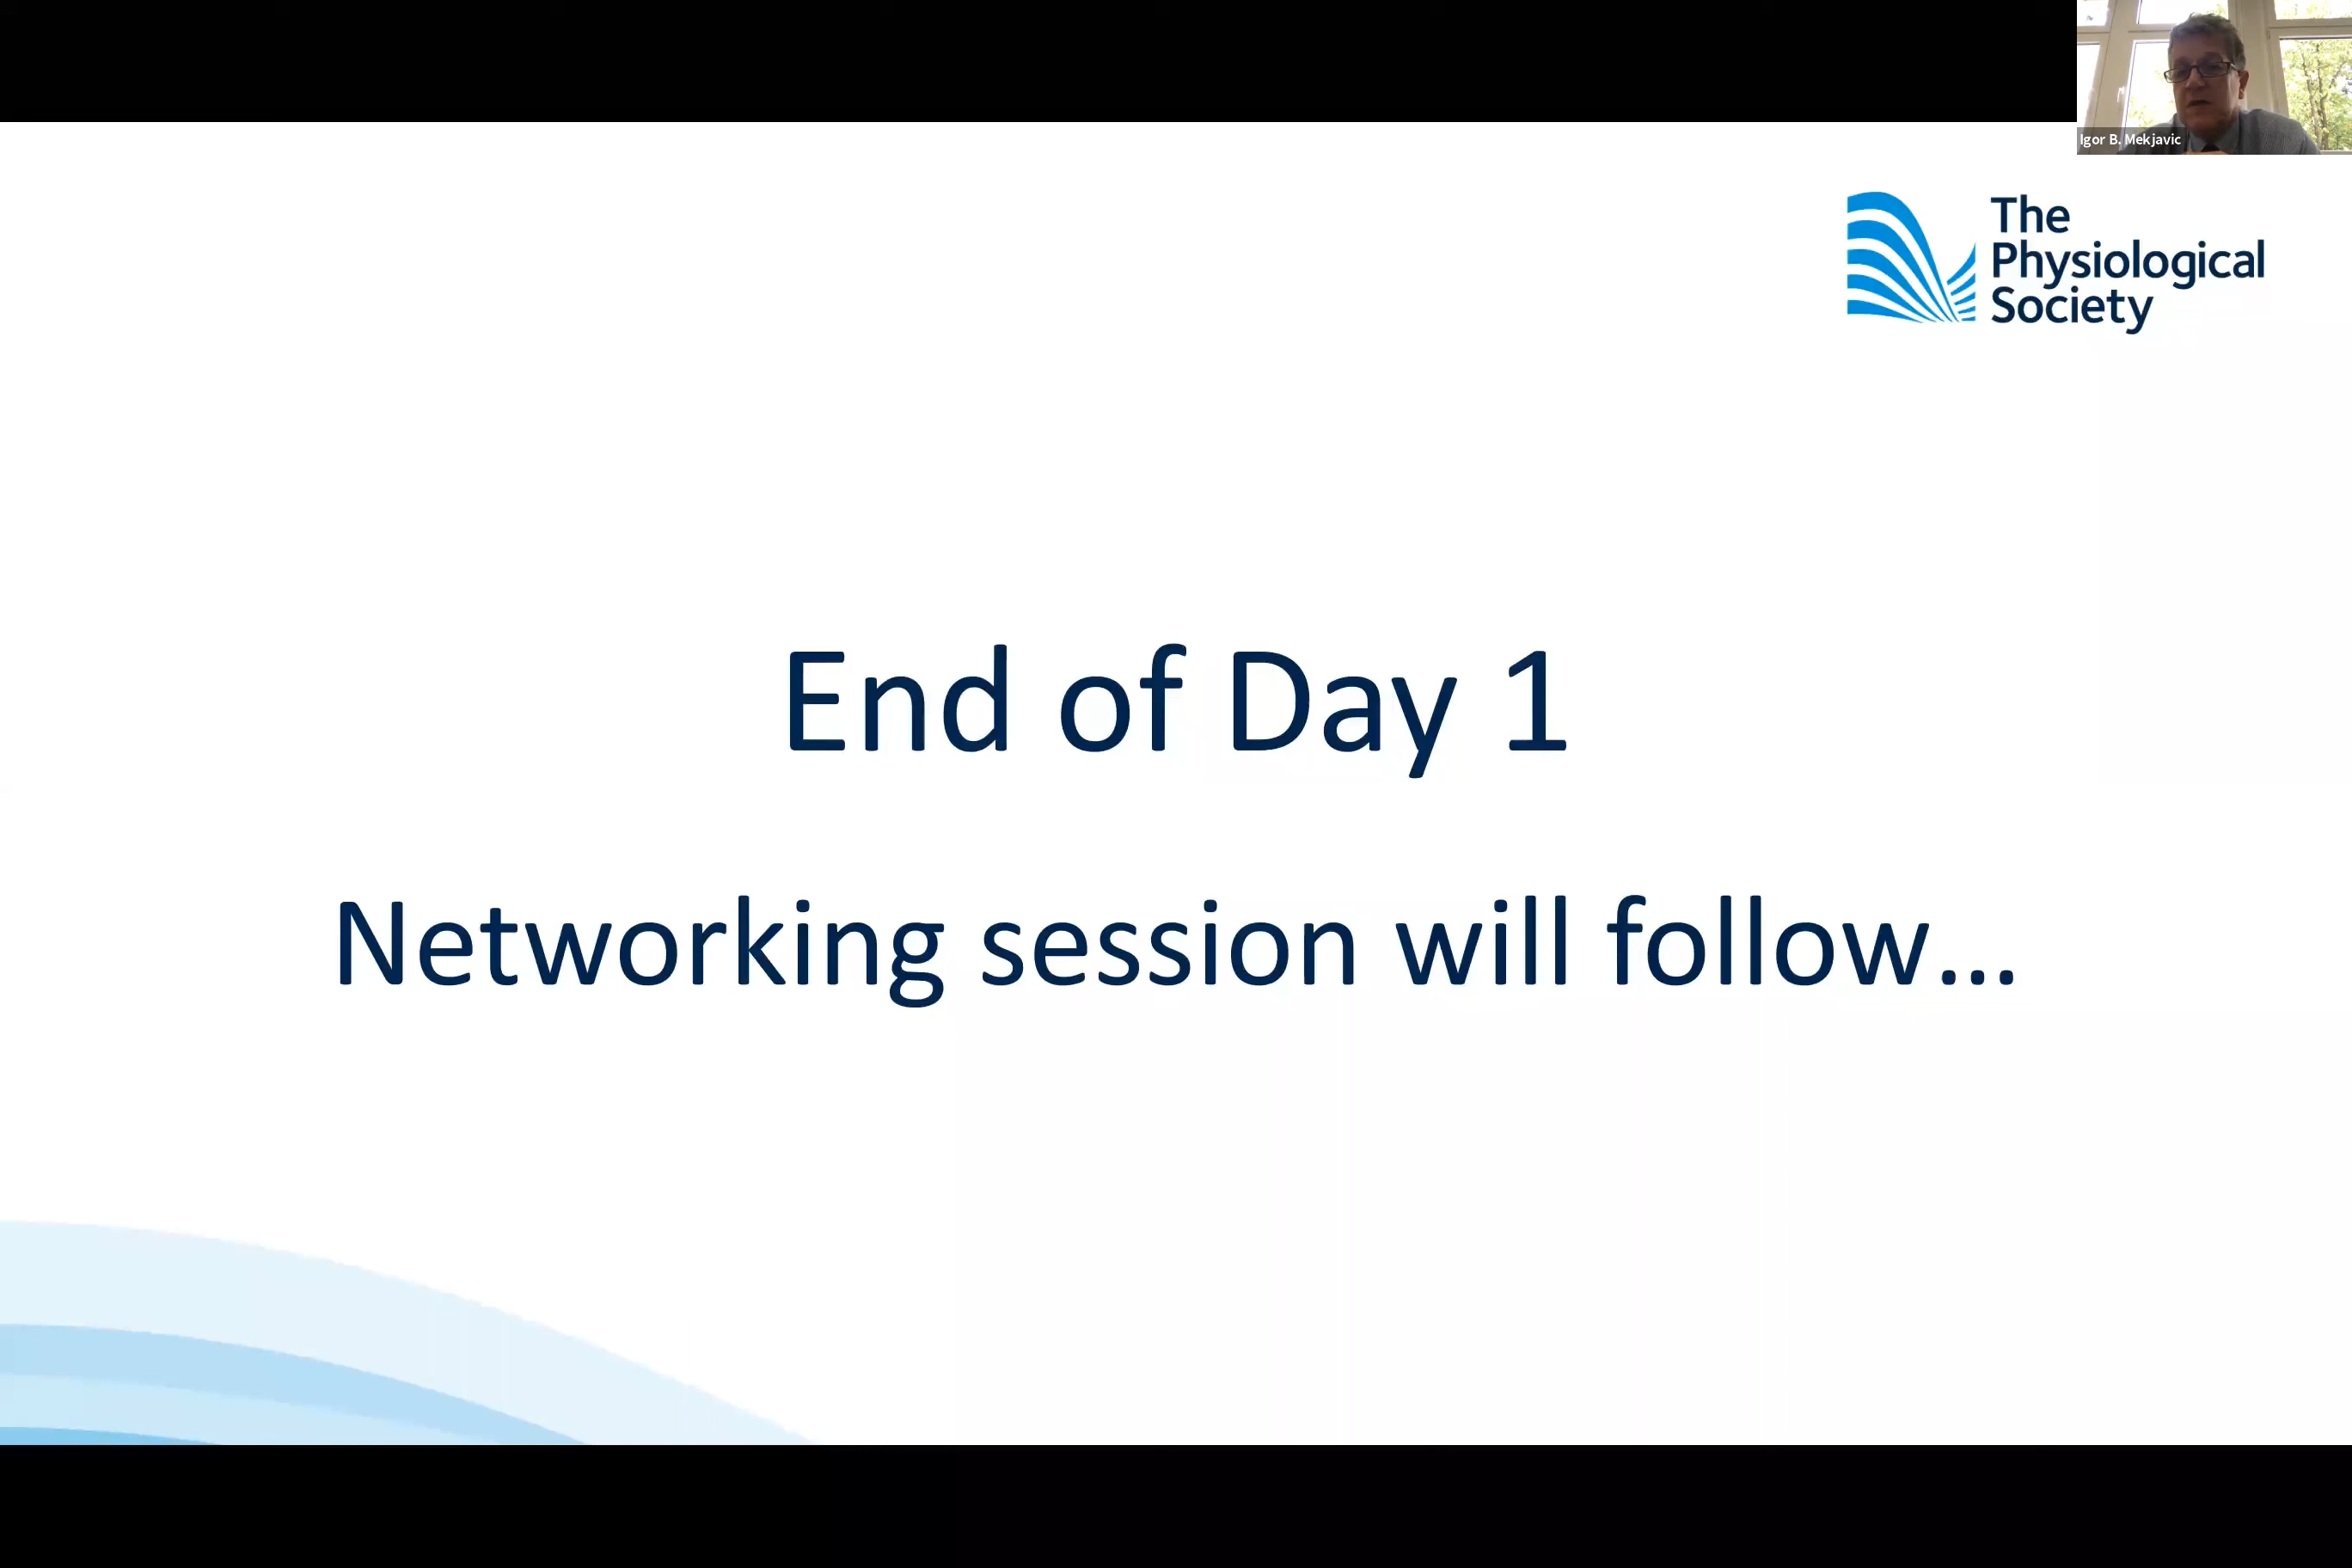 Igor B. Mekjavic
The
Physiological
Society
End of Day 1
Networking session will follow...